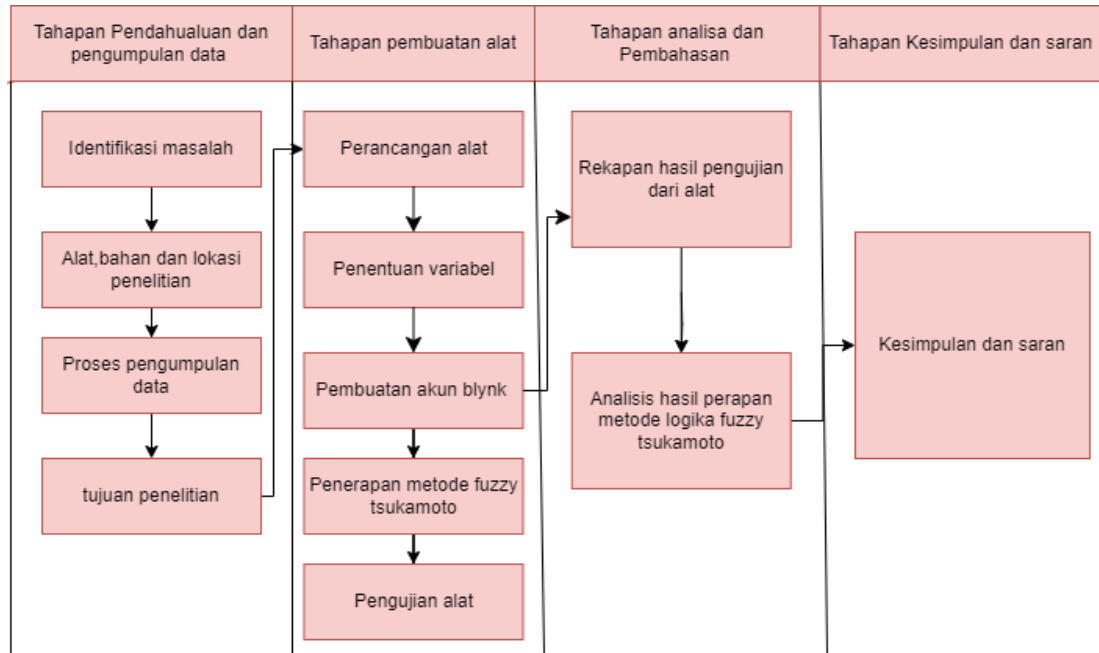 Tahapan Pendahualuan dan
pengumpulan data
Tahapan pembuatan alat
Tahapan analisa dan
Pembahasan
Tahapan Kesimpulan dan saran
Identifikasi masalah
Alat,bahan dan lokasi
penelitian
Proses pengumpulan
data
tujuan penelitian
Perancangan alat
Penentuan variabel
Pembuatan akun blynk
Penerapan metode fuzzy
tsukamoto
Pengujian alat
Rekapan hasil pengujian
dari alat
Analisis hasil perapan
metode logika fuzzy
tsukamoto
Kesimpulan dan saran